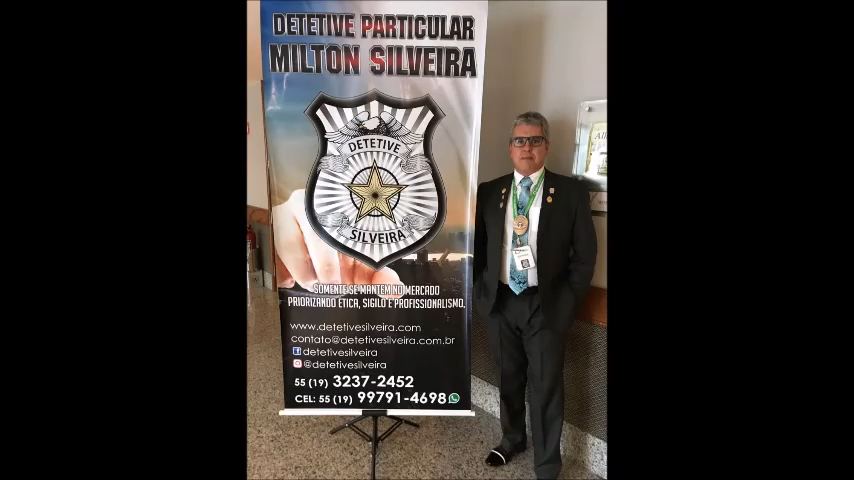 DETETIVE PARTICULAR
MILTON SILVEIRA
DETETIVE
SILVEIRA
SOMENTE SE MANTEM NO MERCADO
PRIORIZANDO ETICA, SIGILO E PROFISSIONALISMO.
www.detetivesilveira.com
contato@detetivesilveira.com.br
detetivesilveira
@detetivesilveira
55 (19) 3237-2452
CEL: 55 (19) 99791-4698